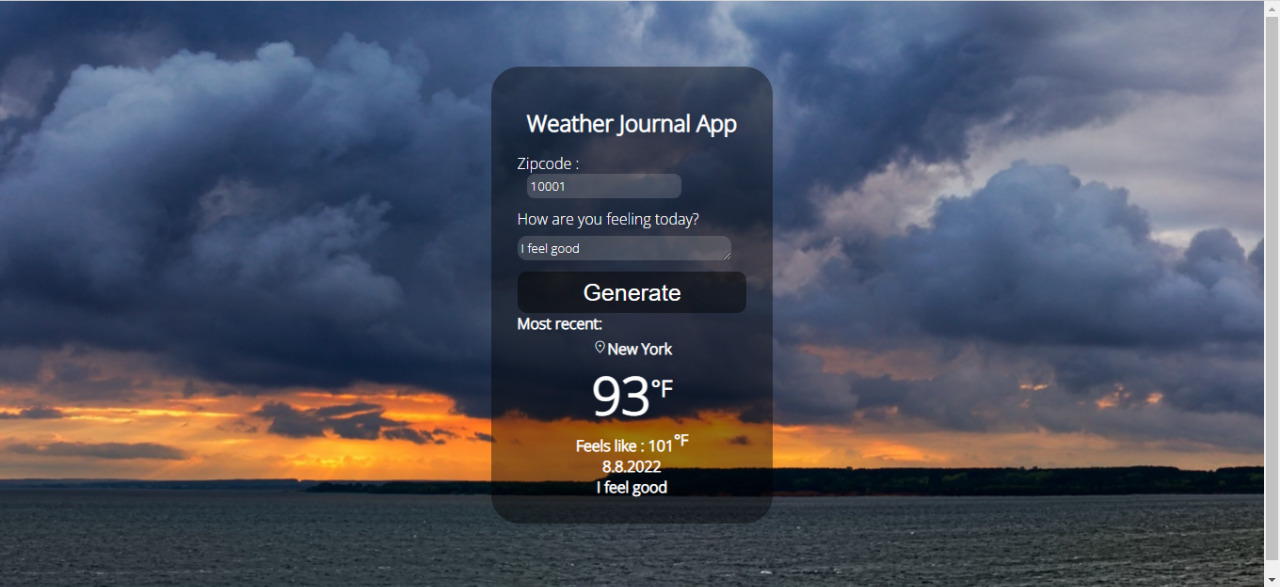 Weather Journal App
Zipcode :
10001
How are you feeling today?
I feel good
Generate
Most recent:
New York
93°F
Feels like : 101°F
8.8.2022
I feel good